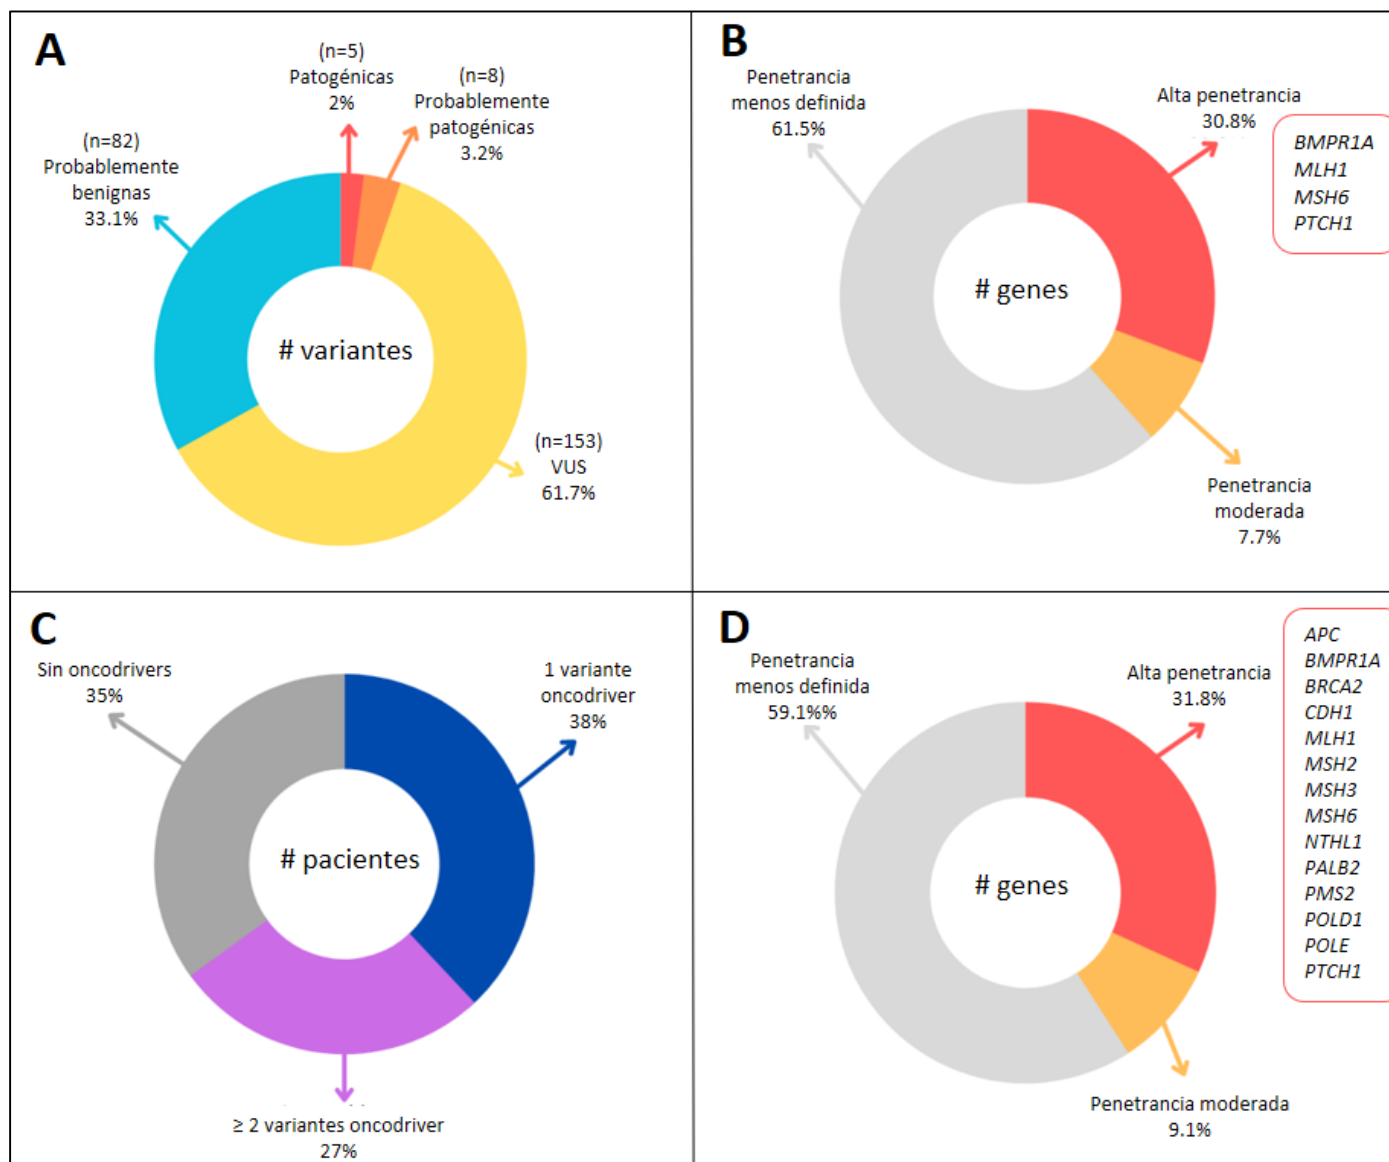 A
(n=5)
Patogénicas
2%
(n=8)
Probablemente
patogénicas
3.2%
(n=82)
Probablemente
benignas
33.1%
# variantes
(n=153)
VUS
61.7%
B
Penetrancia
menos definida
61.5%
Alta penetrancia
30.8%
BMPR1A
MLH1
MSH6
PTCH1
# genes
Penetrancia
moderada
7.7%
C
Sin oncodrivers
35%
1 variante
oncodriver
38%
# pacientes
≥ 2 variantes oncodriver
27%
D
Penetrancia
menos definida
59.1%%
Alta penetrancia
31.8%
APC
BMPR1A
BRCA2
CDH1
MLH1
MSH2
MSH3
MSH6
NTHL1
PALB2
PMS2
POLD1
POLE
PTCH1
# genes
Penetrancia moderada
9.1%